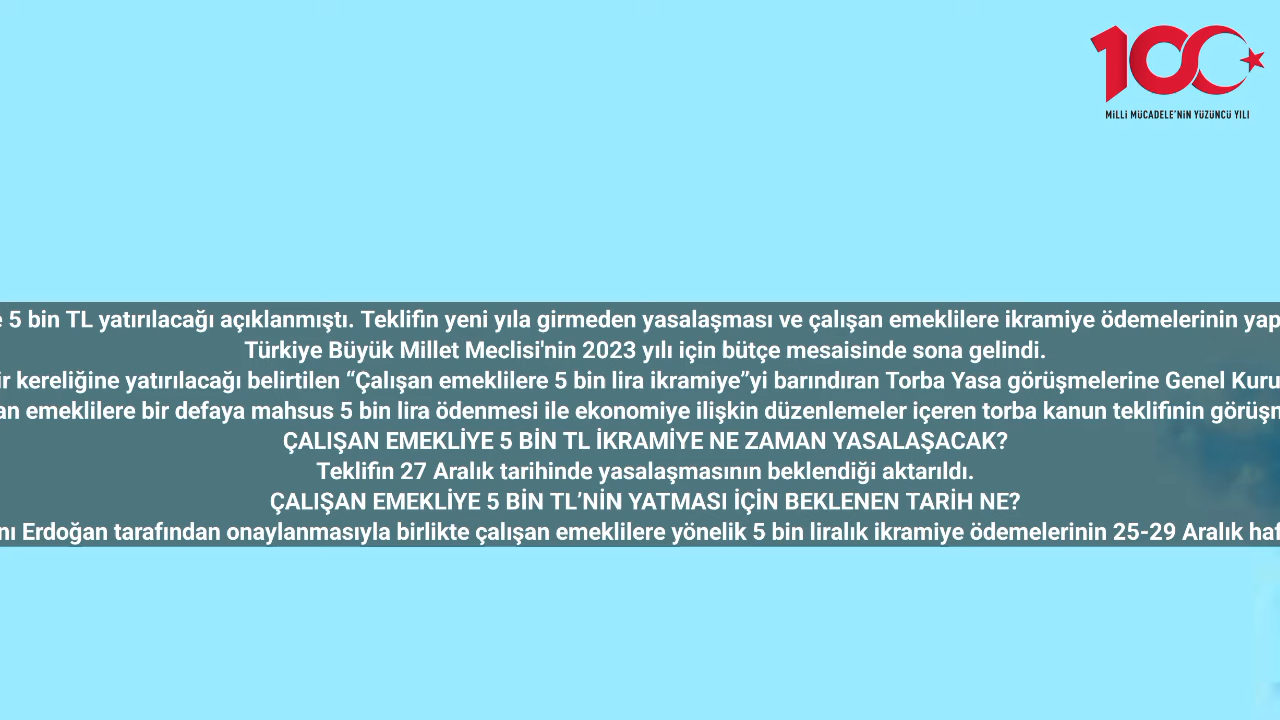 100
MİLLİ MÜCADELE'NİN YÜZÜNCÜ YILI
5 bin TL yatırılacağı açıklanmıştı. Teklifin yeni yıla girmeden yasalaşması ve çalışan emeklilere ikramiye ödemelerinin yap
Türkiye Büyük Millet Meclisi'nin 2023 yılı için bütçe mesaisinde sona gelindi.
ir kereliğine yatırılacağı belirtilen “Çalışan emeklilere 5 bin lira ikramiye”yi barındıran Torba Yasa görüşmelerine Genel Kuru
an emeklilere bir defaya mahsus 5 bin lira ödenmesi ile ekonomiye ilişkin düzenlemeler içeren torba kanun teklifinin görüşm
ÇALIŞAN EMEKLİYE 5 BİN TL İKRAMİYE NE ZAMAN YASALAŞACAK?
Teklifin 27 Aralık tarihinde yasalaşmasının beklendiği aktarıldı.
ÇALIŞAN EMEKLİYE 5 BİN TL’NİN YATMASI İÇİN BEKLENEN TARİH NE?
nı Erdoğan tarafından onaylanmasıyla birlikte çalışan emeklilere yönelik 5 bin liralık ikramiye ödemelerinin 25-29 Aralık haf